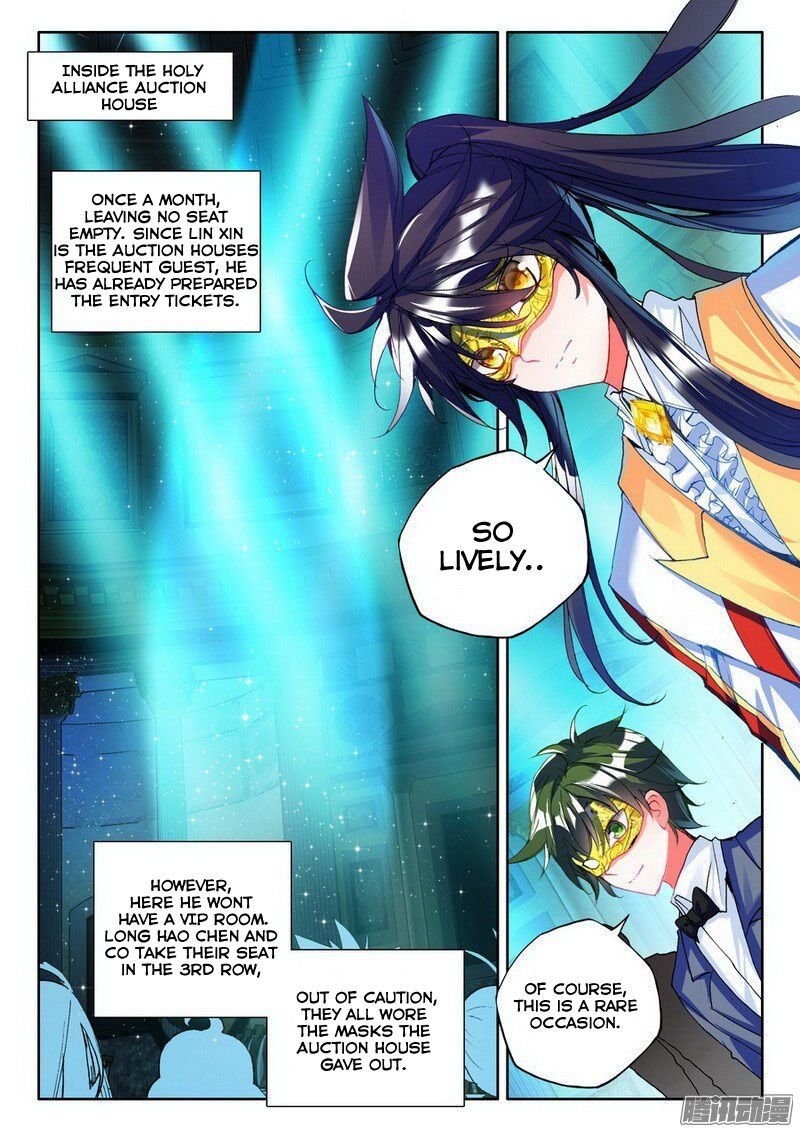 INSIDE THE HOLY
ALLIANCE AUCTION
HOUSE
ONCE A MONTH,
LEAVING NO SEAT
EMPTY. SINCE LIN XIN
IS THE AUCTION HOUSES
FREQUENT GUEST, HE
HAS ALREADY PREPARED
THE ENTRY TICKETS.
SO
LIVELY..
HOWEVER,
HERE HE WONT
HAVE A VIP ROOM.
LONG HAO CHEN AND
CO TAKE THEIR SEAT
IN THE 3RD ROW,
OUT OF CAUTION,
THEY ALL WORE
THE MASKS THE
AUCTION HOUSE
GAVE OUT.
OF COURSE,
THIS IS A RARE
OCCASION.
腾讯动漫